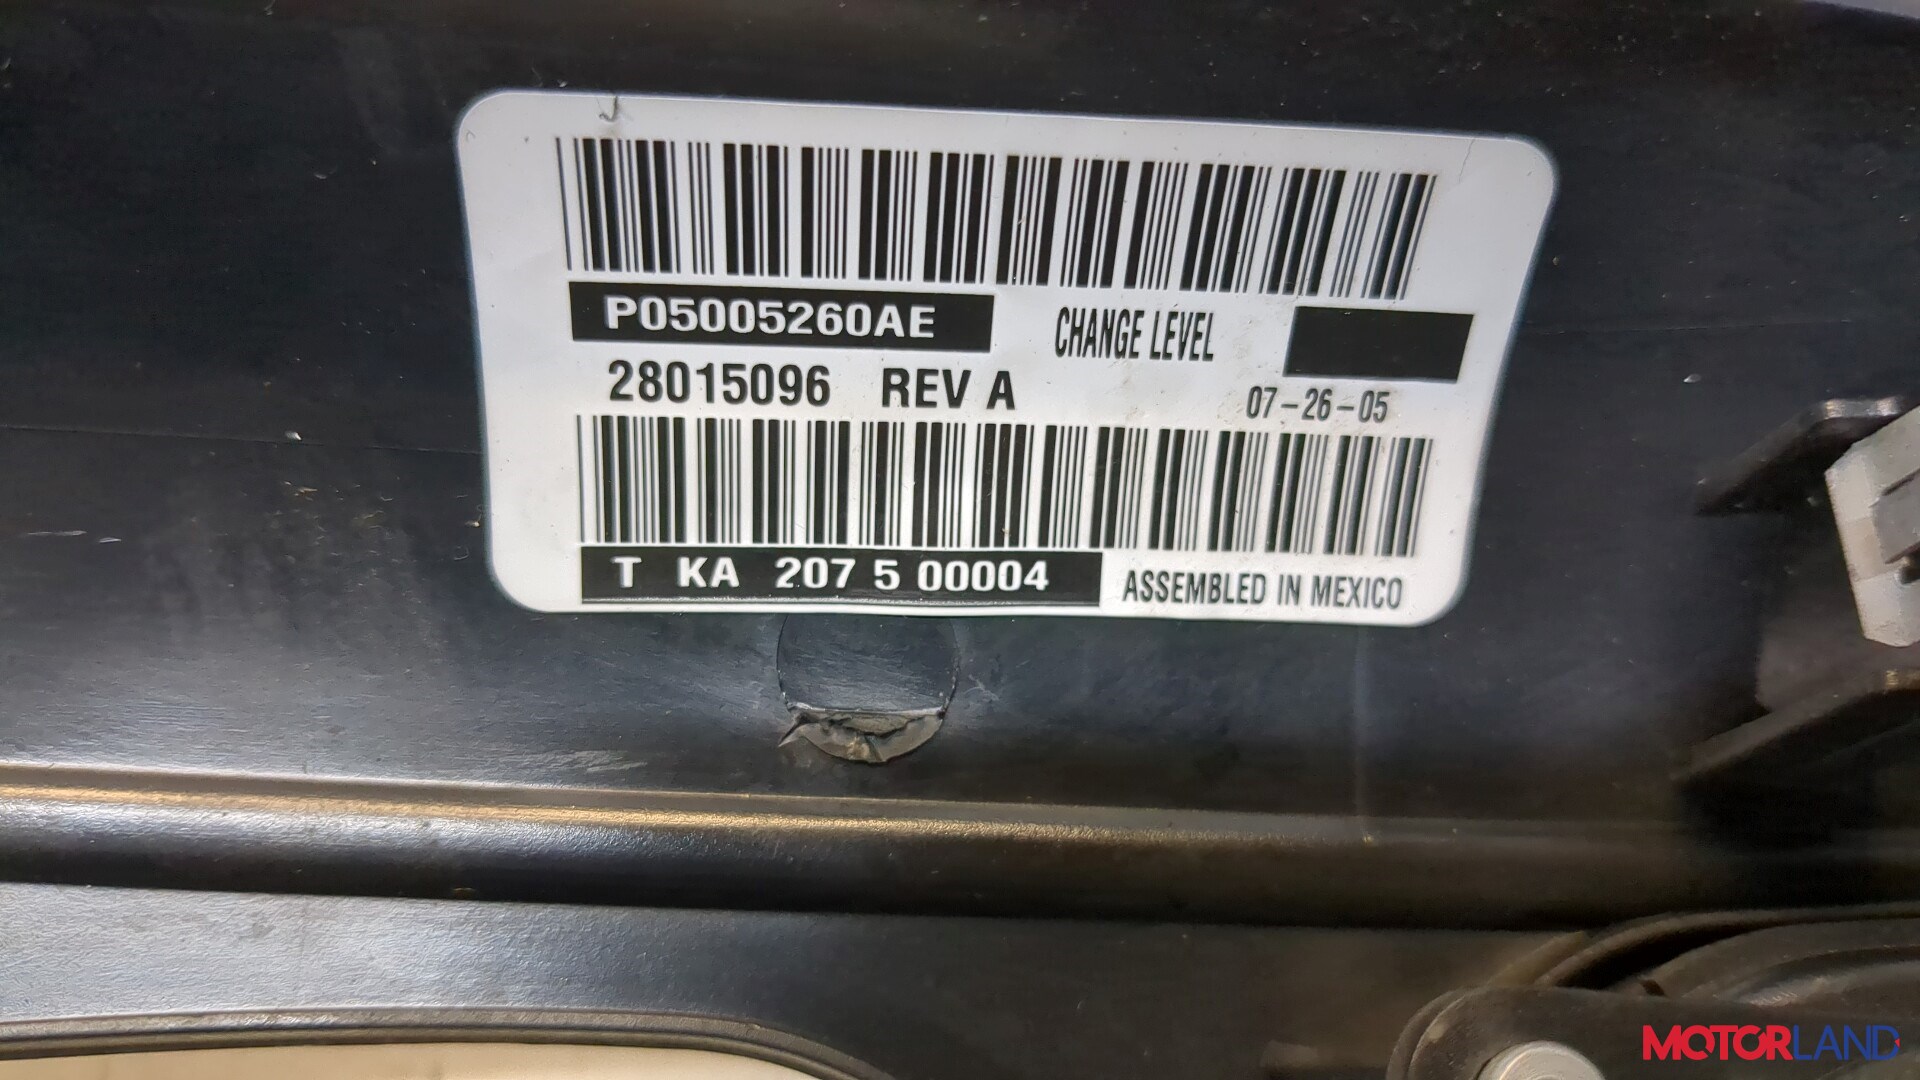 P05005260AE
CHANGE LEVEL
28015096 REV A
07-26-05
T KA 207 5 00004
ASSEMBLED IN MEXICO
MOTORLAND